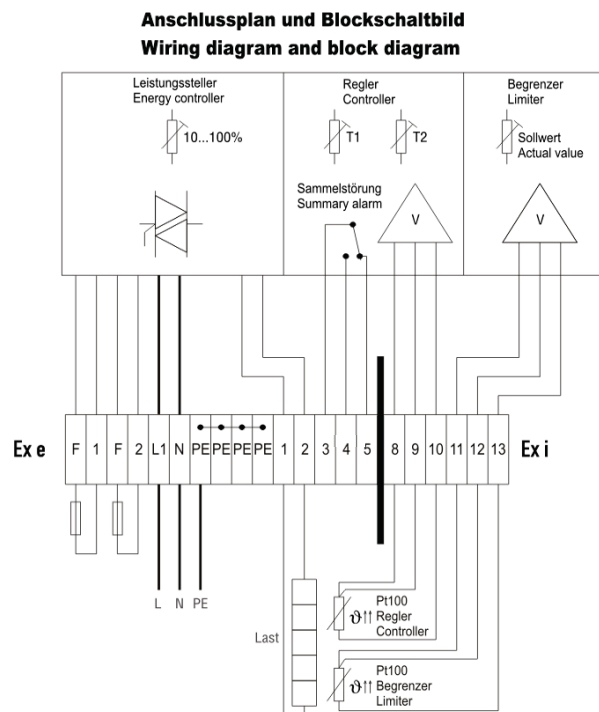 Anschlussplan und Blockschaltbild
Wiring diagram and block diagram
Leistungssteller
Energy controller
10...100%
Regler
Controller
T1
T2
Begrenzer
Limiter
Sollwert
Actual value
Sammelstörung
Summary alarm
V
V
Ex e
F 1 F 2 L1 N PE PE PE PE 1 2 3 4 5 8 9 10 11 12 13
Ex i
L N PE
Last
ϑ↑↑
Pt100
Regler
Controller
ϑ↑↑
Pt100
Begrenzer
Limiter